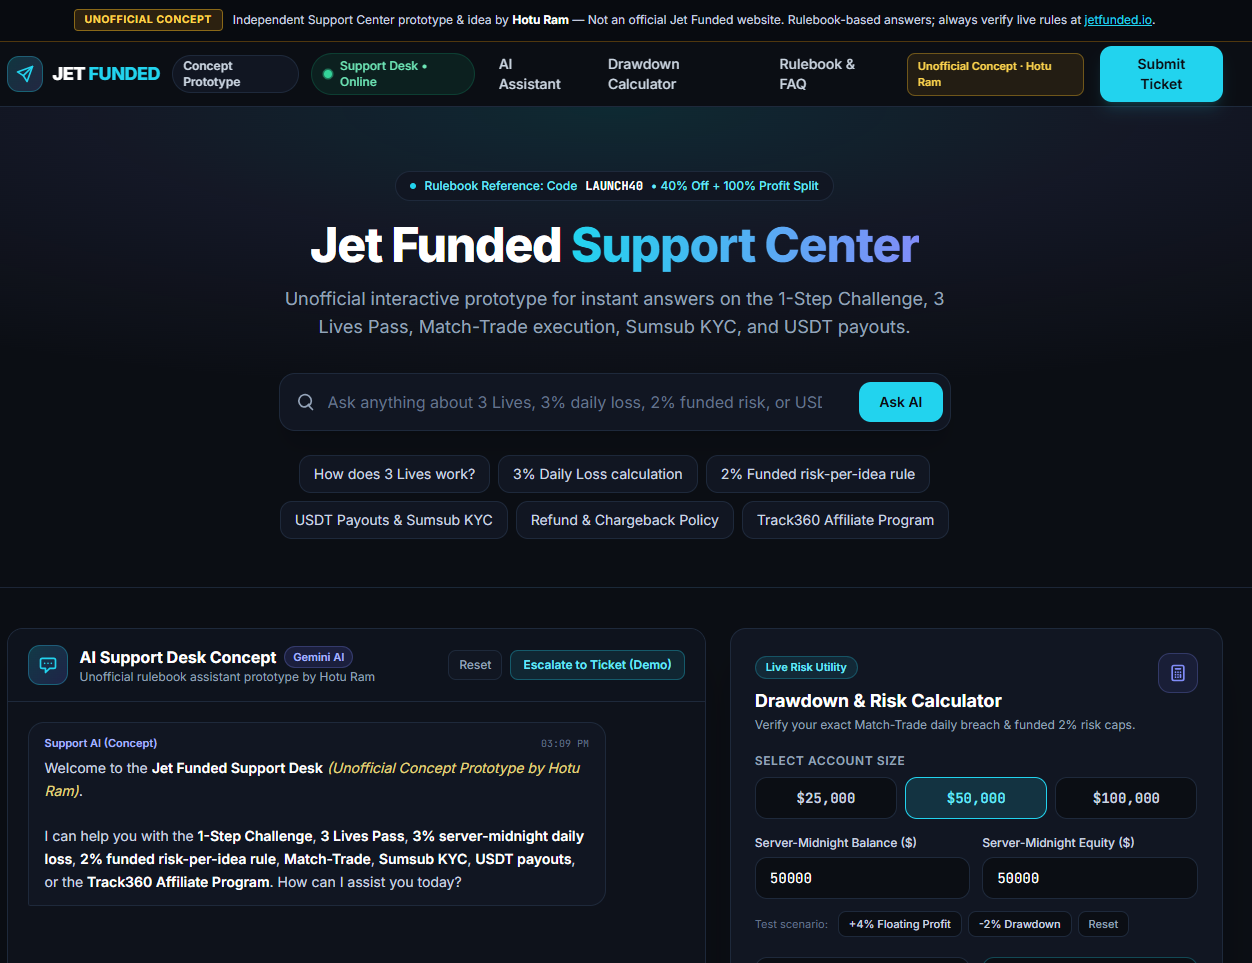 UNOFFICIAL CONCEPT Independent Support Center prototype & idea by Hotu Ram — Not an official Jet Funded website. Rulebook-based answers; always verify live rules at jetfunded.io.
JET FUNDED
Concept
Prototype
Support Desk •
Online
AI
Assistant
Drawdown
Calculator
Rulebook &
FAQ
Unofficial Concept · Hotu
Ram
Submit
Ticket
Rulebook Reference: Code LAUNCH40 • 40% Off + 100% Profit Split
Jet Funded Support Center
Unofficial interactive prototype for instant answers on the 1-Step Challenge, 3
Lives Pass, Match-Trade execution, Sumsub KYC, and USDT payouts.
Ask anything about 3 Lives, 3% daily loss, 2% funded risk, or USD
Ask AI
How does 3 Lives work?
3% Daily Loss calculation
2% Funded risk-per-idea rule
USDT Payouts & Sumsub KYC
Refund & Chargeback Policy
Track360 Affiliate Program
AI Support Desk Concept Gemini AI
Unofficial rulebook assistant prototype by Hotu Ram
Reset
Escalate to Ticket (Demo)
Support AI (Concept) 03:09 PM
Welcome to the Jet Funded Support Desk (Unofficial Concept Prototype by Hotu
Ram).
I can help you with the 1-Step Challenge, 3 Lives Pass, 3% server-midnight daily
loss, 2% funded risk-per-idea rule, Match-Trade, Sumsub KYC, USDT payouts,
or the Track360 Affiliate Program. How can I assist you today?
Live Risk Utility
Drawdown & Risk Calculator
Verify your exact Match-Trade daily breach & funded 2% risk caps.
SELECT ACCOUNT SIZE
$25,000
$50,000
$100,000
Server-Midnight Balance ($)
Server-Midnight Equity ($)
50000
50000
Test scenario: +4% Floating Profit -2% Drawdown Reset